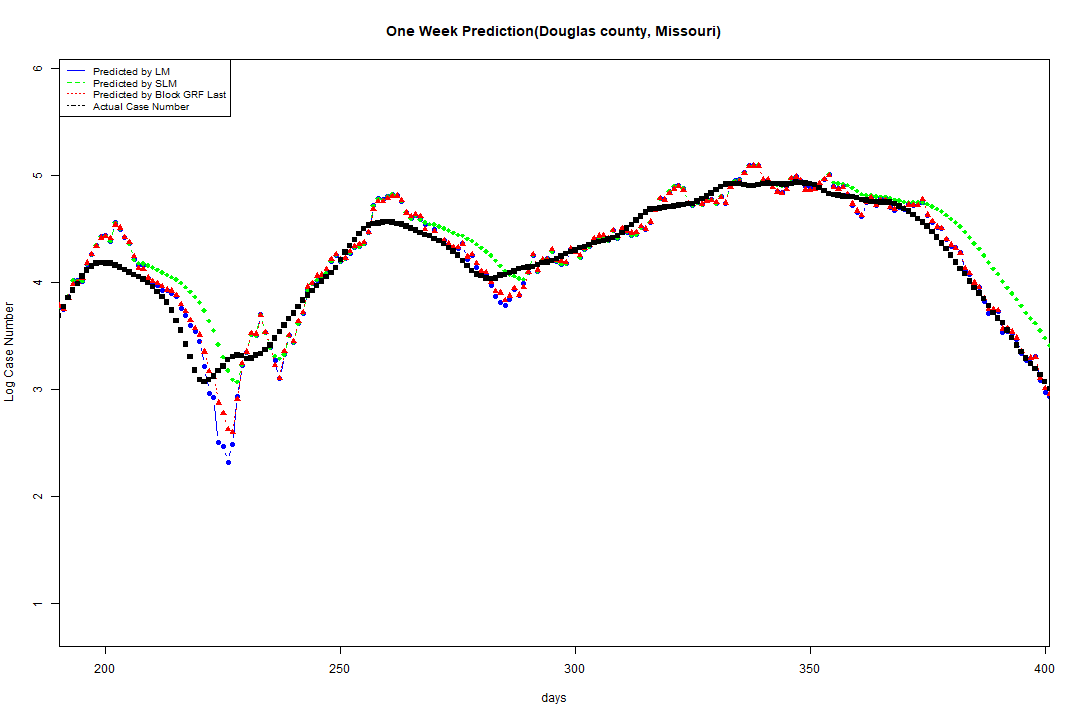 One Week Prediction(Douglas county, Missouri)
Predicted by LM
Predicted by SLM
Predicted by Block GRF Last
Actual Case Number
6
5
4
3
2
1
Log Case Number
200
250
300
350
400
days